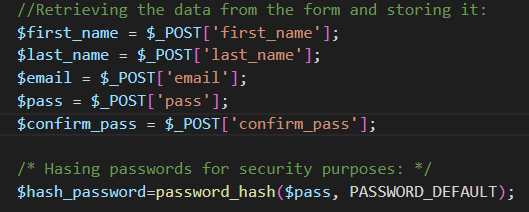 //Retrieving the data from the form and storing it:
$first_name = $_POST['first_name'];
$last_name = $_POST['last_name'];
$email = $_POST['email'];
$pass = $_POST['pass'];
$confirm_pass = $_POST['confirm_pass'];
/* Hasing passwords for security purposes: */
$hash_password=password_hash($pass, PASSWORD_DEFAULT);